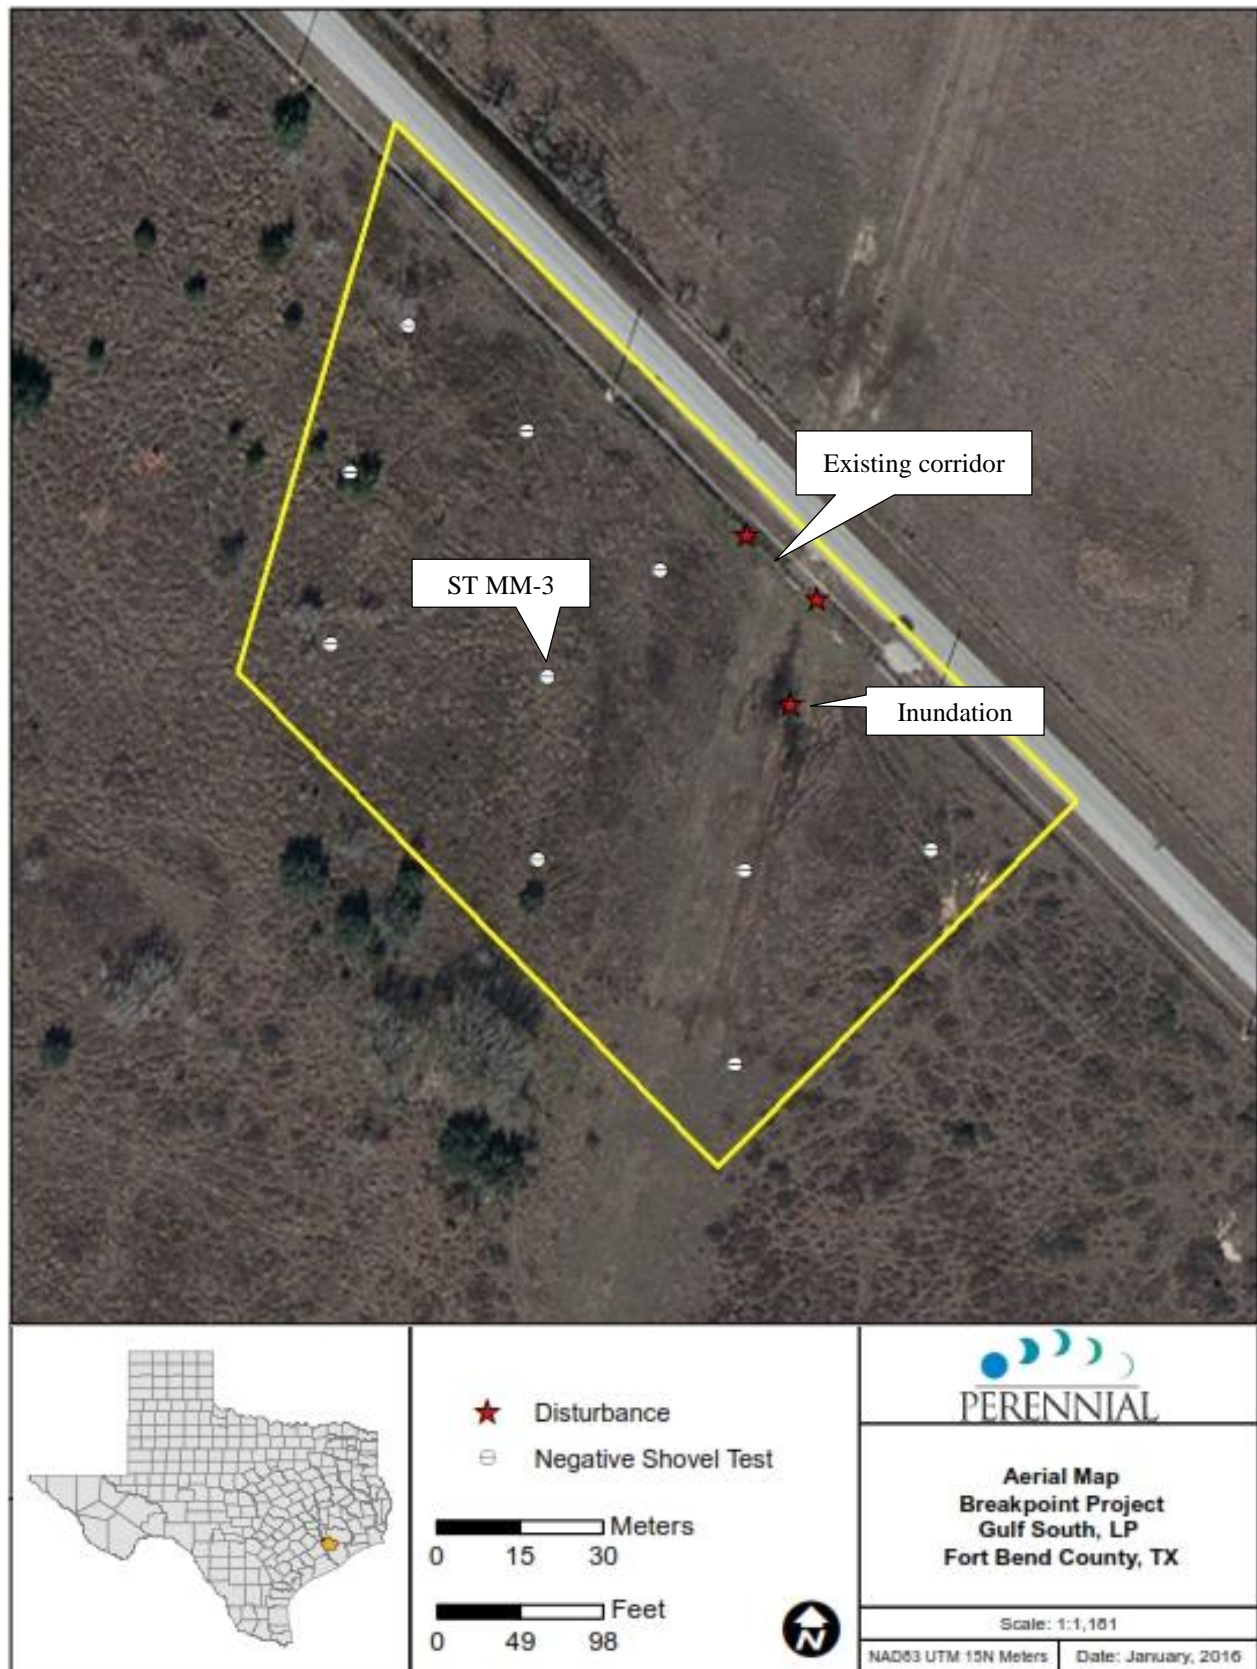 Existing corridor
ST MM-3
Inundation
Disturbance
Negative Shovel Test
Meters
0 15 30
Feet
0 49 98
N
PERENNIAL
Aerial Map
Breakpoint Project
Gulf South, LP
Fort Bend County, TX
Scale: 1:1,181
NAD83 UTM 15N Meters
Date: January, 2016